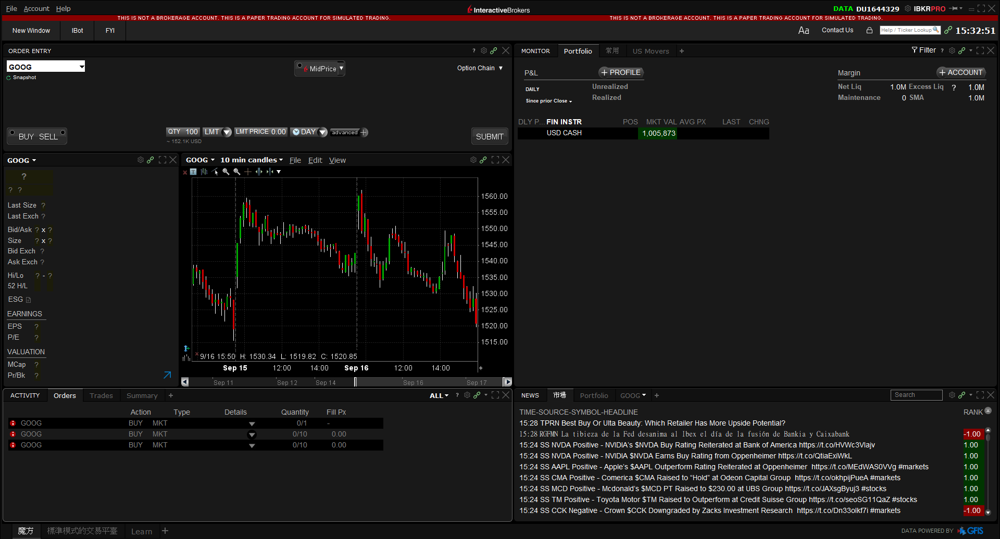 File Account Help
InteractiveBrokers
DATA DU1644329 IBKRPRO
THIS IS NOT A BROKERAGE ACCOUNT. THIS IS A PAPER TRADING ACCOUNT FOR SIMULATED TRADING.
THIS IS NOT A BROKERAGE ACCOUNT. THIS IS A PAPER TRADING ACCOUNT FOR SIMULATED TRADING.
New Window IBot FYI
Aa Contact Us Help / Ticker Lookup 15:32:51
ORDER ENTRY ?
GOOG
Snapshot
MidPrice
Option Chain
BUY SELL
QTY 100 LMT LMT PRICE 0.00 DAY advanced +
~ 152.1K USD
SUBMIT
MONITOR Portfolio 常用 US Movers +
Filter ?
P&L + PROFILE
DAILY
Since prior Close
Unrealized
Realized
Margin + ACCOUNT
Net Liq 1.0M Excess Liq ? 1.0M
Maintenance 0 SMA 1.0M
DLY P... FIN INSTR POS MKT VAL AVG PX LAST CHNG
USD CASH 1,005,873
GOOG
?
? ?
Last Size ?
Last Exch ?
Bid/Ask ? x ?
Size ? x ?
Bid Exch ?
Ask Exch ?
Hi/Lo ? - ?
52 H/L
ESG
EARNINGS
EPS ?
P/E ?
VALUATION
MCap ?
Pr/Bk ?
GOOG 10 min candles File Edit View
T
1560.00
1555.00
1550.00
1545.00
1540.00
1535.00
1530.00
1525.00
1520.00
1515.00
9/16 15:50 H: 1530.34 L: 1519.82 C: 1520.85
Sep 15 12:00 14:00 Sep 16 12:00 14:00
Sep 11 Sep 12 Sep 14 Sep 16 Sep 17
ACTIVITY Orders Trades Summary +
ALL ?
Action Type Details Quantity Fill Px
GOOG BUY MKT 0/1 -
GOOG BUY MKT 0/10 0.00
GOOG BUY MKT 0/10 0.00
NEWS 市場 Portfolio GOOG +
Search
TIME-SOURCE-SYMBOL-HEADLINE RANK
15:28 TPRN Best Buy Or Ulta Beauty: Which Retailer Has More Upside Potential?
15:28 RGFMN La tibieza de la Fed desanima al Ibex el día de la fusión de Bankia y Caixabank -1.00
15:24 SS NVDA Positive - NVIDIA's $NVDA Buy Rating Reiterated at Bank of America https://t.co/HVWc3Vlajv 1.00
15:24 SS NVDA Positive - NVIDIA $NVDA Earns Buy Rating from Oppenheimer https://t.co/QtiaExiWkL 1.00
15:24 SS AAPL Positive - Apple's $AAPL Outperform Rating Reiterated at Oppenheimer https://t.co/MEdWAS0VVg #markets 1.00
15:24 SS CMA Positive - Comerica $CMA Raised to “Hold” at Odeon Capital Group https://t.co/okhpijPueA #markets 1.00
15:24 SS MCD Positive - Mcdonald's $MCD PT Raised to $230.00 at UBS Group https://t.co/JAXsgByuj3 #stocks 1.00
15:24 SS TM Positive - Toyota Motor $TM Raised to Outperform at Credit Suisse Group https://t.co/seoSG11QaZ #stocks 1.00
15:24 SS CCK Negative - Crown $CCK Downgraded by Zacks Investment Research https://t.co/Dn33olkf7i #markets -1.00
魔方 標準模式的交易平臺 Learn +
DATA POWERED BY GFIS